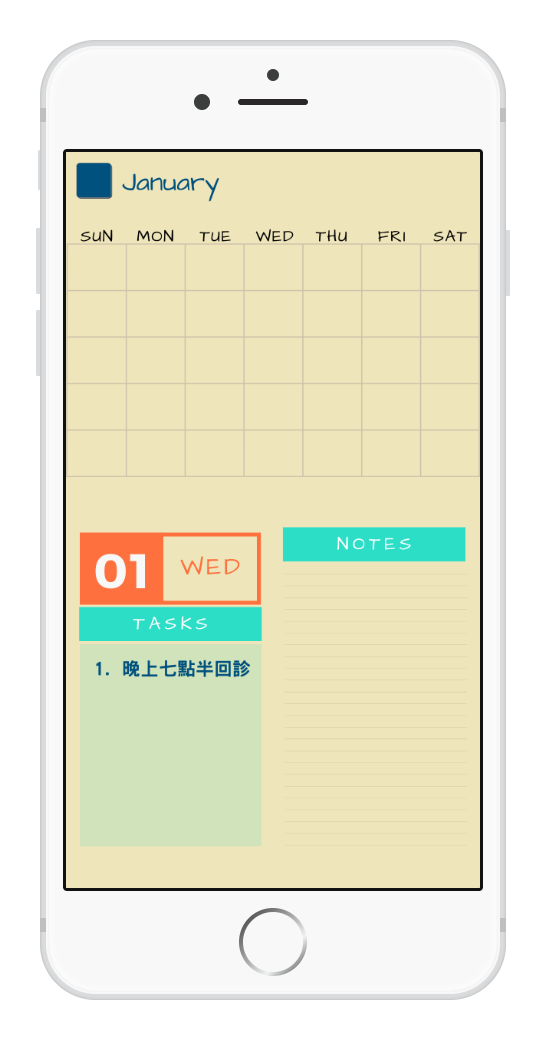 January
SUN MON TUE WED THU FRI SAT
01 WED
TASKS
1. 晚上七點半回診
NOTES